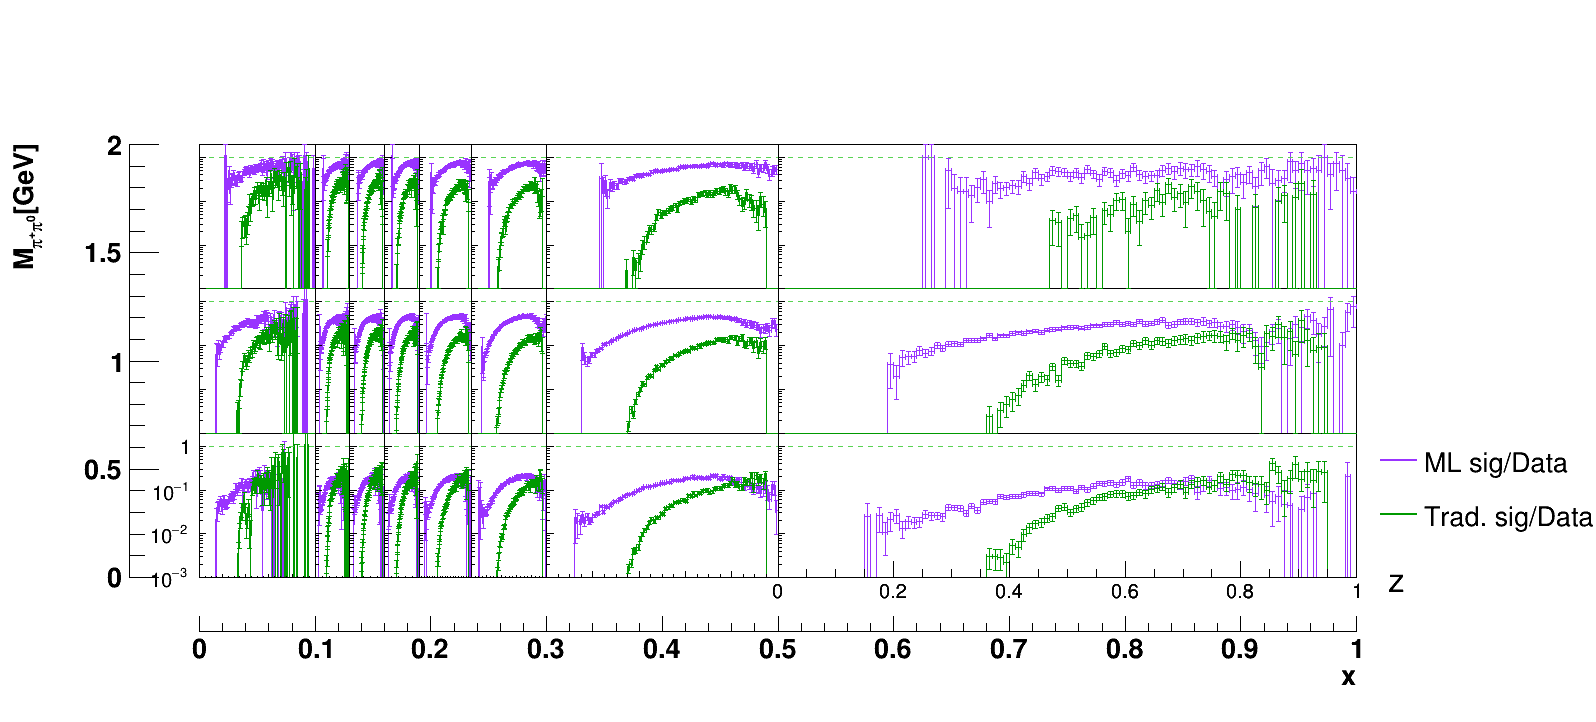 M_{π⁺π⁰}[GeV]
2
1.5
1
0.5
0
1
10⁻¹
10⁻²
10⁻³
ML sig/Data
Trad. sig/Data
0 0.2 0.4 0.6 0.8 1 z
0 0.1 0.2 0.3 0.4 0.5 0.6 0.7 0.8 0.9 1
x